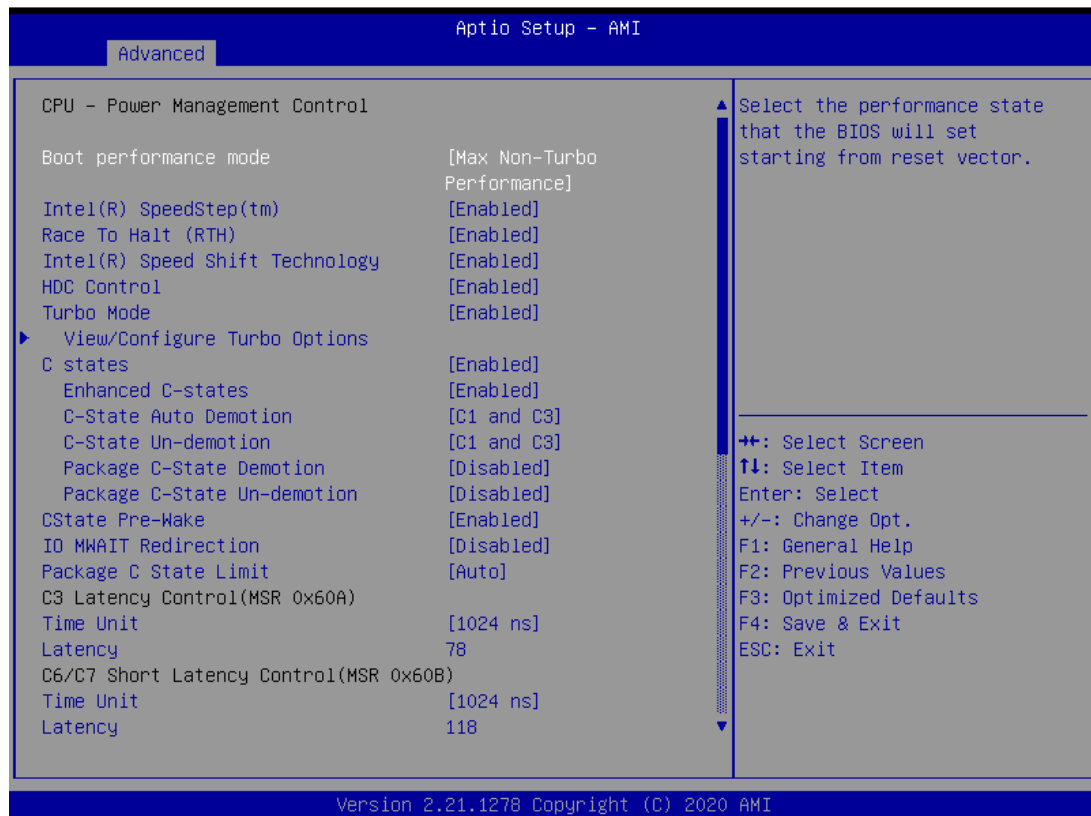 Aptio Setup – AMI
Advanced
CPU – Power Management Control
Boot performance mode [Max Non-Turbo
Performance]
Intel(R) SpeedStep(tm) [Enabled]
Race To Halt (RTH) [Enabled]
Intel(R) Speed Shift Technology [Enabled]
HDC Control [Enabled]
Turbo Mode [Enabled]
View/Configure Turbo Options
C states [Enabled]
Enhanced C-states [Enabled]
C-State Auto Demotion [C1 and C3]
C-State Un-demotion [C1 and C3]
Package C-State Demotion [Disabled]
Package C-State Un-demotion [Disabled]
CState Pre-Wake [Enabled]
IO MWAIT Redirection [Disabled]
Package C State Limit [Auto]
C3 Latency Control(MSR 0x60A)
Time Unit [1024 ns]
Latency 78
C6/C7 Short Latency Control(MSR 0x60B)
Time Unit [1024 ns]
Latency 118
Select the performance state
that the BIOS will set
starting from reset vector.
→←: Select Screen
↑↓: Select Item
Enter: Select
+/-: Change Opt.
F1: General Help
F2: Previous Values
F3: Optimized Defaults
F4: Save & Exit
ESC: Exit
Version 2.21.1278 Copyright (C) 2020 AMI